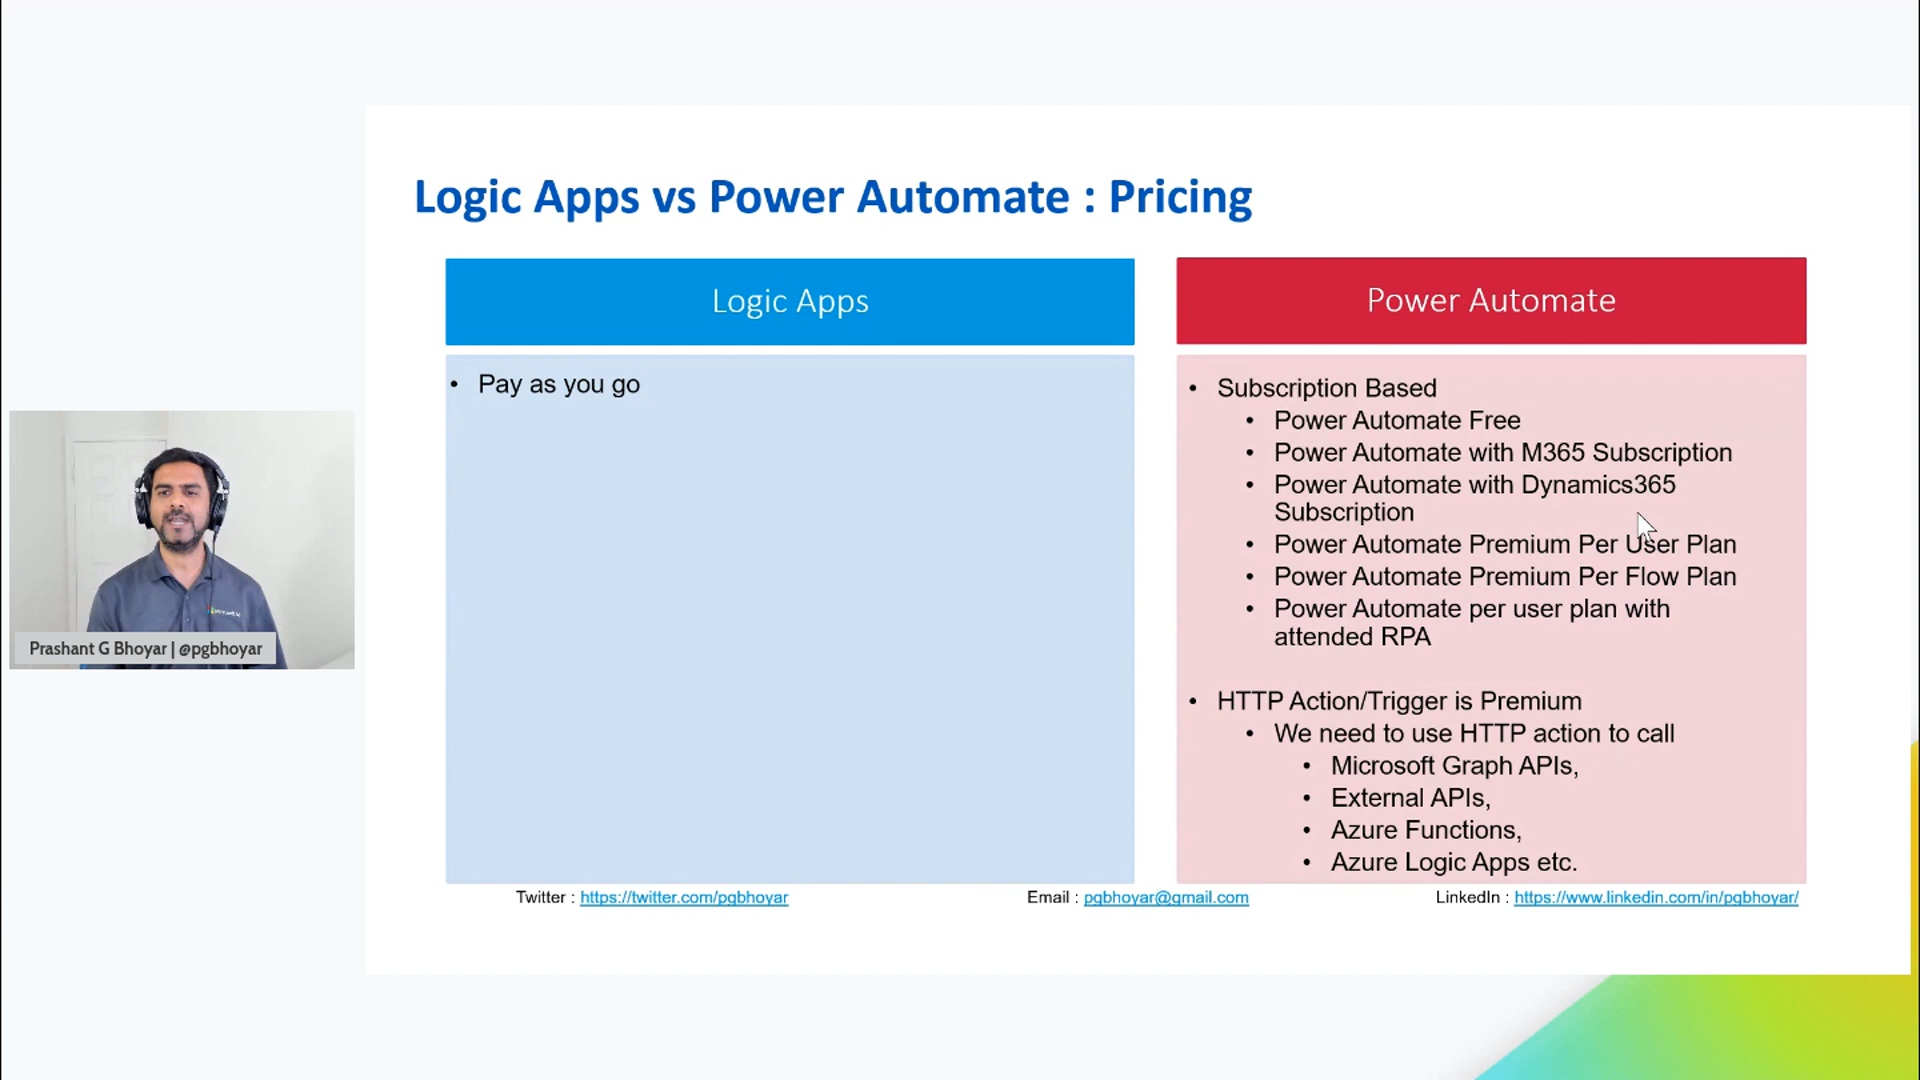 Logic Apps vs Power Automate : Pricing
Logic Apps
• Pay as you go
Power Automate
• Subscription Based
• Power Automate Free
• Power Automate with M365 Subscription
• Power Automate with Dynamics365
Subscription
• Power Automate Premium Per User Plan
• Power Automate Premium Per Flow Plan
• Power Automate per user plan with
attended RPA
• HTTP Action/Trigger is Premium
• We need to use HTTP action to call
• Microsoft Graph APIs,
• External APIs,
• Azure Functions,
• Azure Logic Apps etc.
Prashant G Bhoyar | @pgbhoyar
Twitter : https://twitter.com/pgbhoyar
Email : pgbhoyar@gmail.com
LinkedIn : https://www.linkedin.com/in/pgbhoyar/